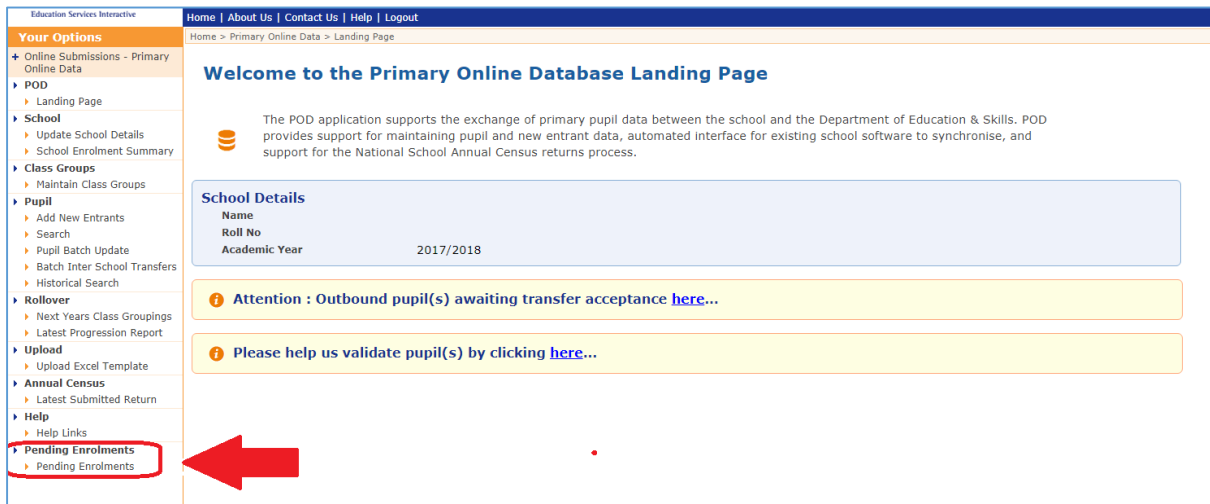 Education Services Interactive
Home | About Us | Contact Us | Help | Logout
Your Options
Home > Primary Online Data > Landing Page
+ Online Submissions - Primary
Online Data
POD
Landing Page
School
Update School Details
School Enrolment Summary
Class Groups
Maintain Class Groups
Pupil
Add New Entrants
Search
Pupil Batch Update
Batch Inter School Transfers
Historical Search
Rollover
Next Years Class Groupings
Latest Progression Report
Upload
Upload Excel Template
Annual Census
Latest Submitted Return
Help
Help Links
Pending Enrolments
Pending Enrolments
Welcome to the Primary Online Database Landing Page
The POD application supports the exchange of primary pupil data between the school and the Department of Education & Skills. POD
provides support for maintaining pupil and new entrant data, automated interface for existing school software to synchronise, and
support for the National School Annual Census returns process.
School Details
Name
Roll No
Academic Year 2017/2018
Attention : Outbound pupil(s) awaiting transfer acceptance here...
Please help us validate pupil(s) by clicking here...